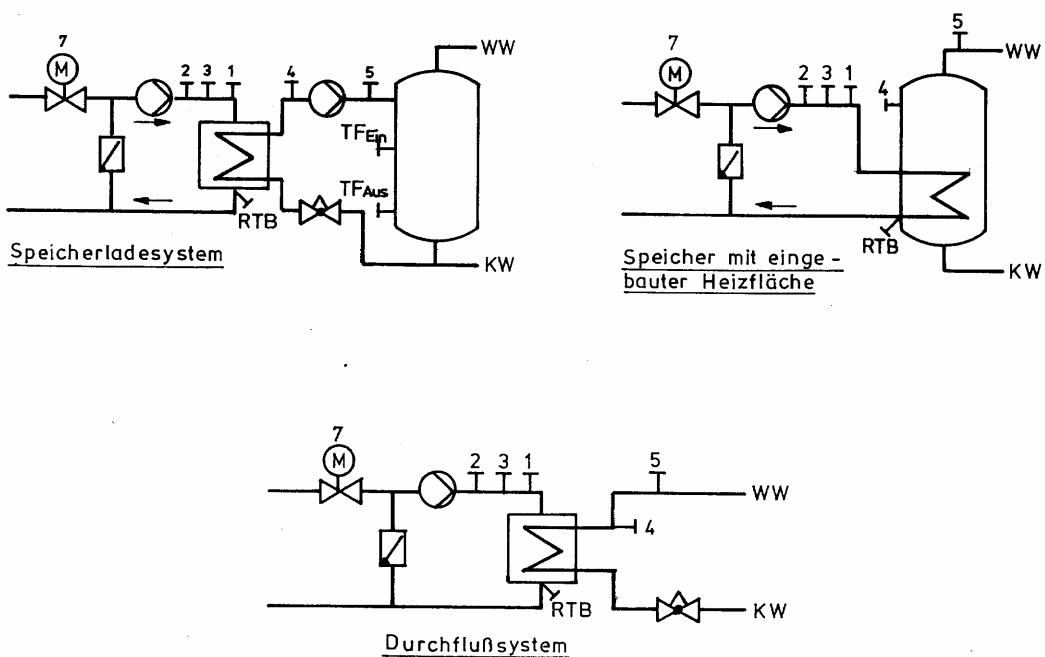 7
M
2 3 1
4
5
WW
TFEin
TFAus
RTB
KW
Speicherladesystem
7
M
2 3 1
4
5
WW
RTB
KW
Speicher mit einge-
bauter Heizfläche
7
M
2 3 1
5
WW
4
RTB
KW
Durchflußsystem